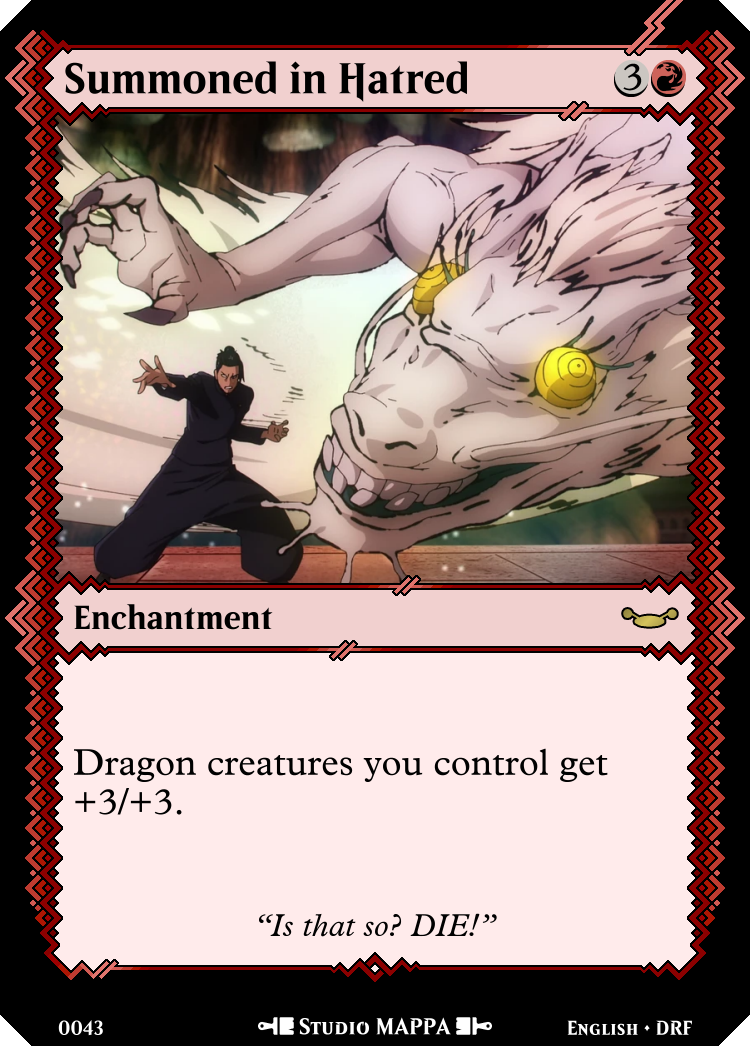 Summoned in Hatred 3
Enchantment
Dragon creatures you control get
+3/+3.
“Is that so? DIE!”
0043 Studio MAPPA English • DRF